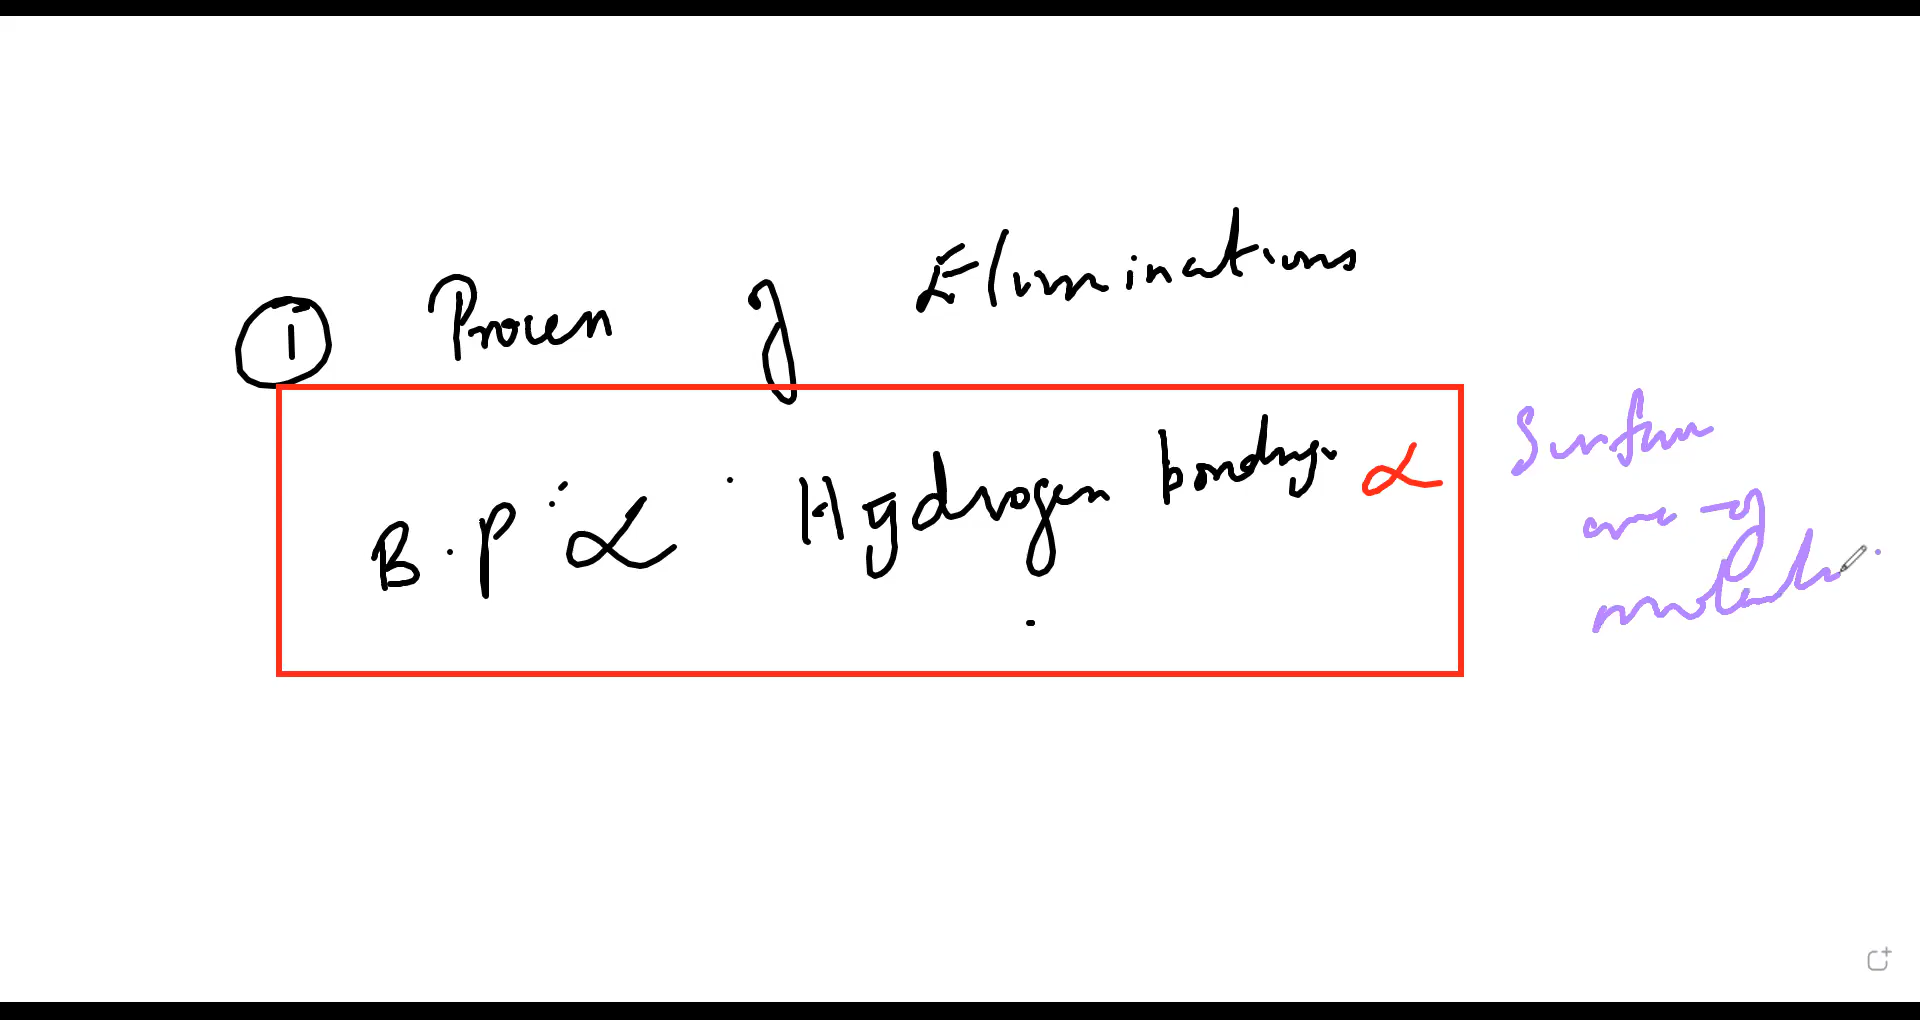 ① Process of Eliminations
B.P ∝ Hydrogen bonding ∝
Surface
area of
molecule